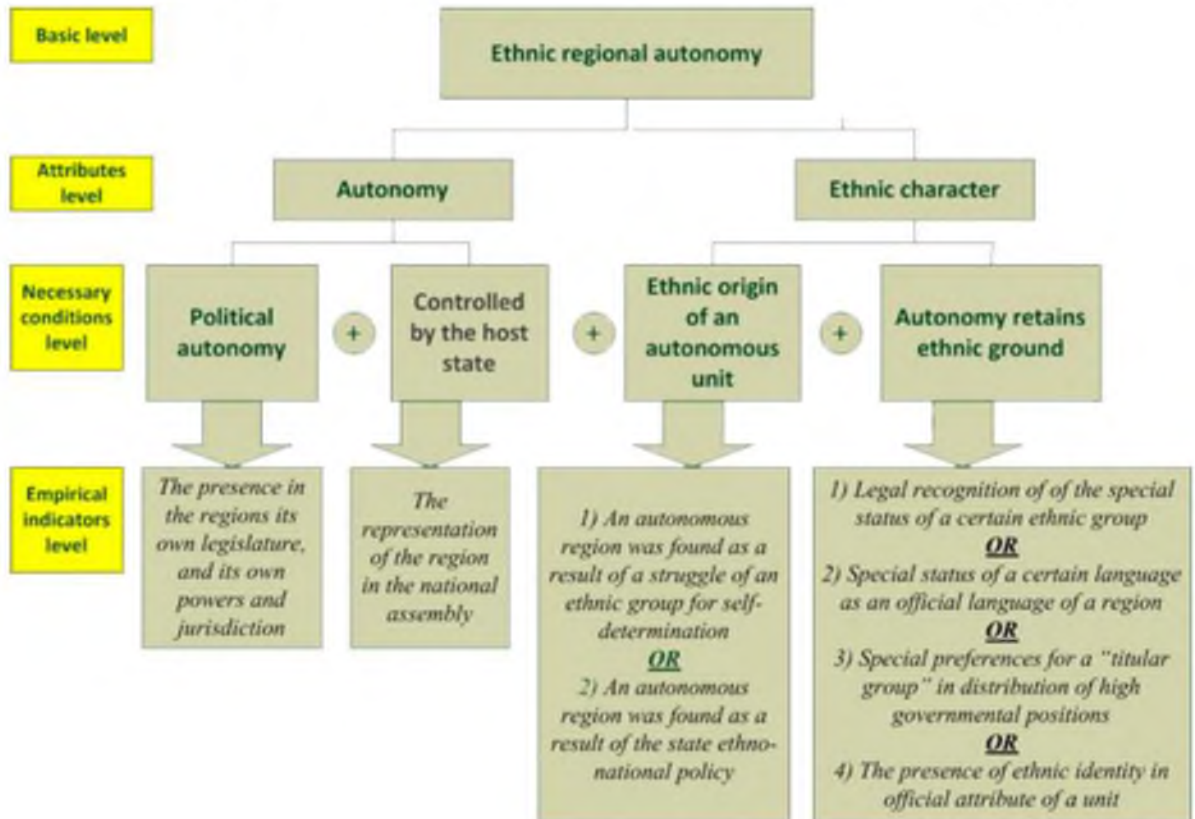 Basic level
Ethnic regional autonomy
Attributes
level
Autonomy
Ethnic character
Necessary
conditions
level
Political
autonomy
+
Controlled
by the host
state
+
Ethnic origin
of an
autonomous
unit
+
Autonomy retains
ethnic ground
Empirical
indicators
level
The presence in
the regions its
own legislature,
and its own
powers and
jurisdiction
The
representation
of the region
in the national
assembly
1) An autonomous
region was found as a
result of a struggle of an
ethnic group for self-
determination
OR
2) An autonomous
region was found as a
result of the state ethno-
national policy
1) Legal recognition of of the special
status of a certain ethnic group
OR
2) Special status of a certain language
as an official language of a region
OR
3) Special preferences for a "titular
group" in distribution of high
governmental positions
OR
4) The presence of ethnic identity in
official attribute of a unit